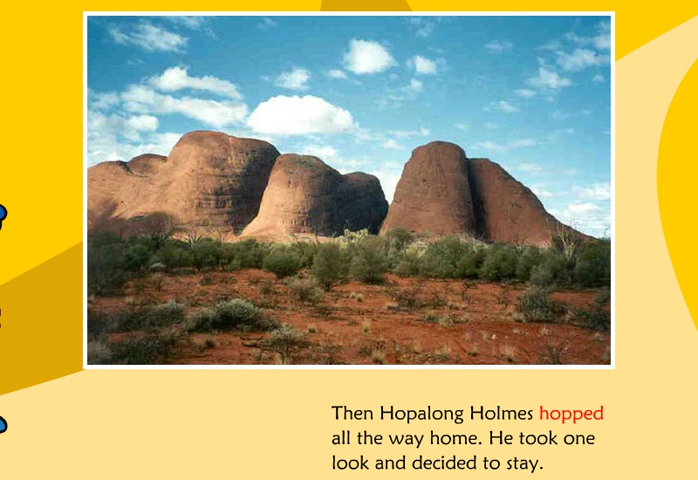 Then Hopalong Holmes hopped
all the way home. He took one
look and decided to stay.